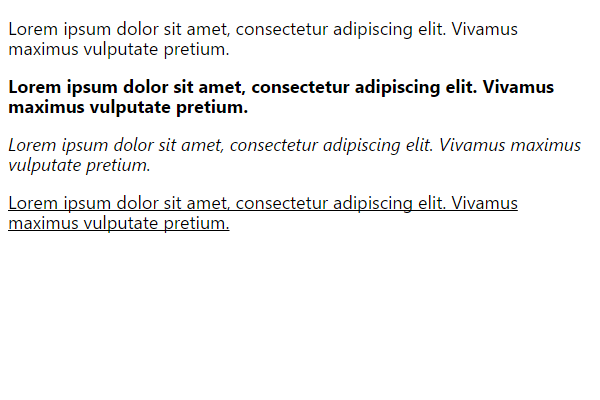 Lorem ipsum dolor sit amet, consectetur adipiscing elit. Vivamus
maximus vulputate pretium.
Lorem ipsum dolor sit amet, consectetur adipiscing elit. Vivamus
maximus vulputate pretium.
Lorem ipsum dolor sit amet, consectetur adipiscing elit. Vivamus maximus
vulputate pretium.
Lorem ipsum dolor sit amet, consectetur adipiscing elit. Vivamus
maximus vulputate pretium.